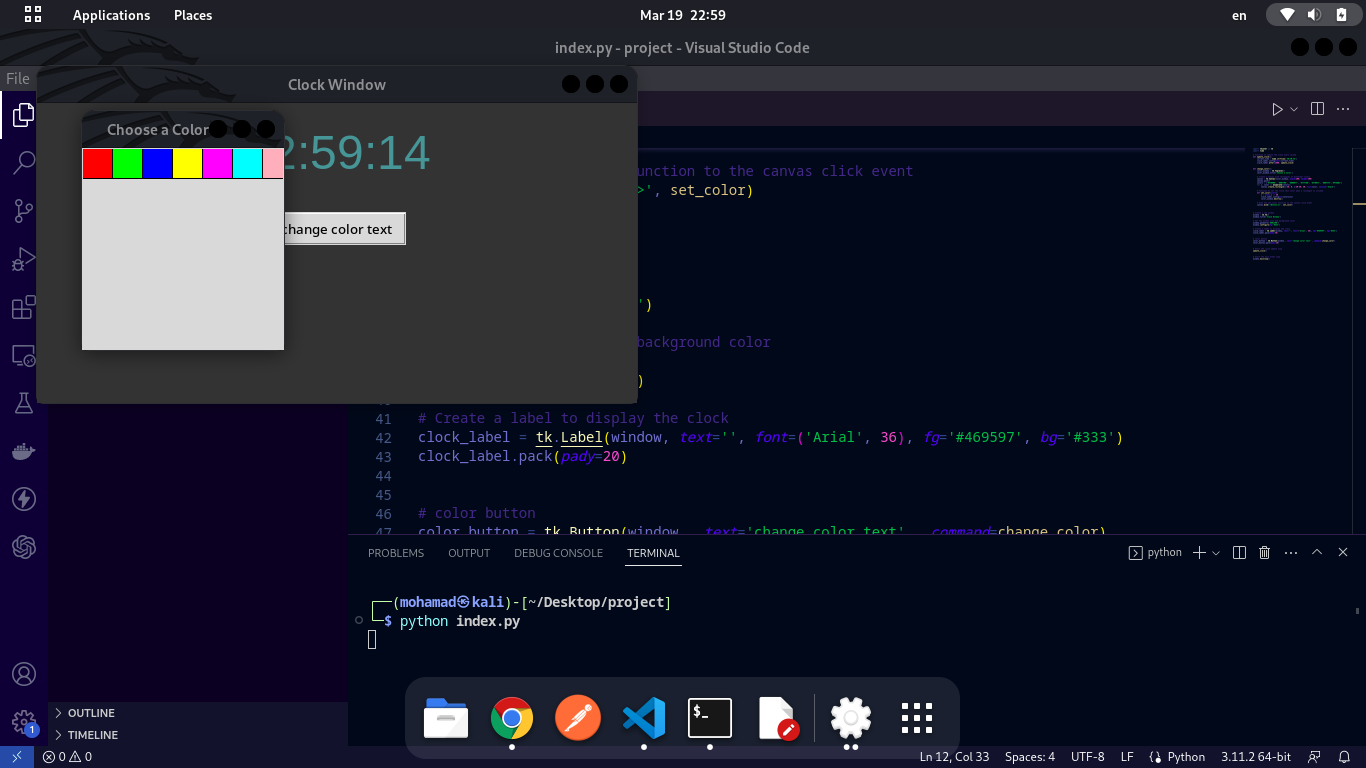 Applications Places Mar 19 22:59 en
index.py - project - Visual Studio Code
File
Clock Window
Choose a Color
2:59:14
change color text
unction to the canvas click event
>', set_color)
')
background color
)
41 # Create a label to display the clock
42 clock_label = tk.Label(window, text='', font=('Arial', 36), fg='#469597', bg='#333')
43 clock_label.pack(pady=20)
44
45
46 # color button
47 color_button = tk.Button(window, text='change color text', command=change_color)
PROBLEMS OUTPUT DEBUG CONSOLE TERMINAL python
┌──(mohamad㉿kali)-[~/Desktop/project]
└─$ python index.py
OUTLINE
TIMELINE
$_
1
0 0 Ln 12, Col 33 Spaces: 4 UTF-8 LF Python 3.11.2 64-bit